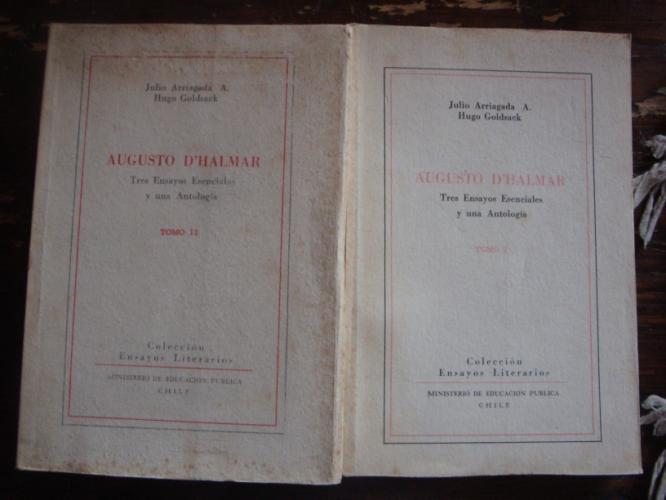 Julio Arriagada A.
Hugo Goldsack
AUGUSTO D'HALMAR
Tres Ensayos Esenciales
y una Antología
TOMO II
Colección
Ensayos Literarios
MINISTERIO DE EDUCACION PUBLICA
CHILE
Julio Arriagada A.
Hugo Goldsack
AUGUSTO D'HALMAR
Tres Ensayos Esenciales
y una Antología
TOMO I
Colección
Ensayos Literarios
MINISTERIO DE EDUCACION PUBLICA
CHILE